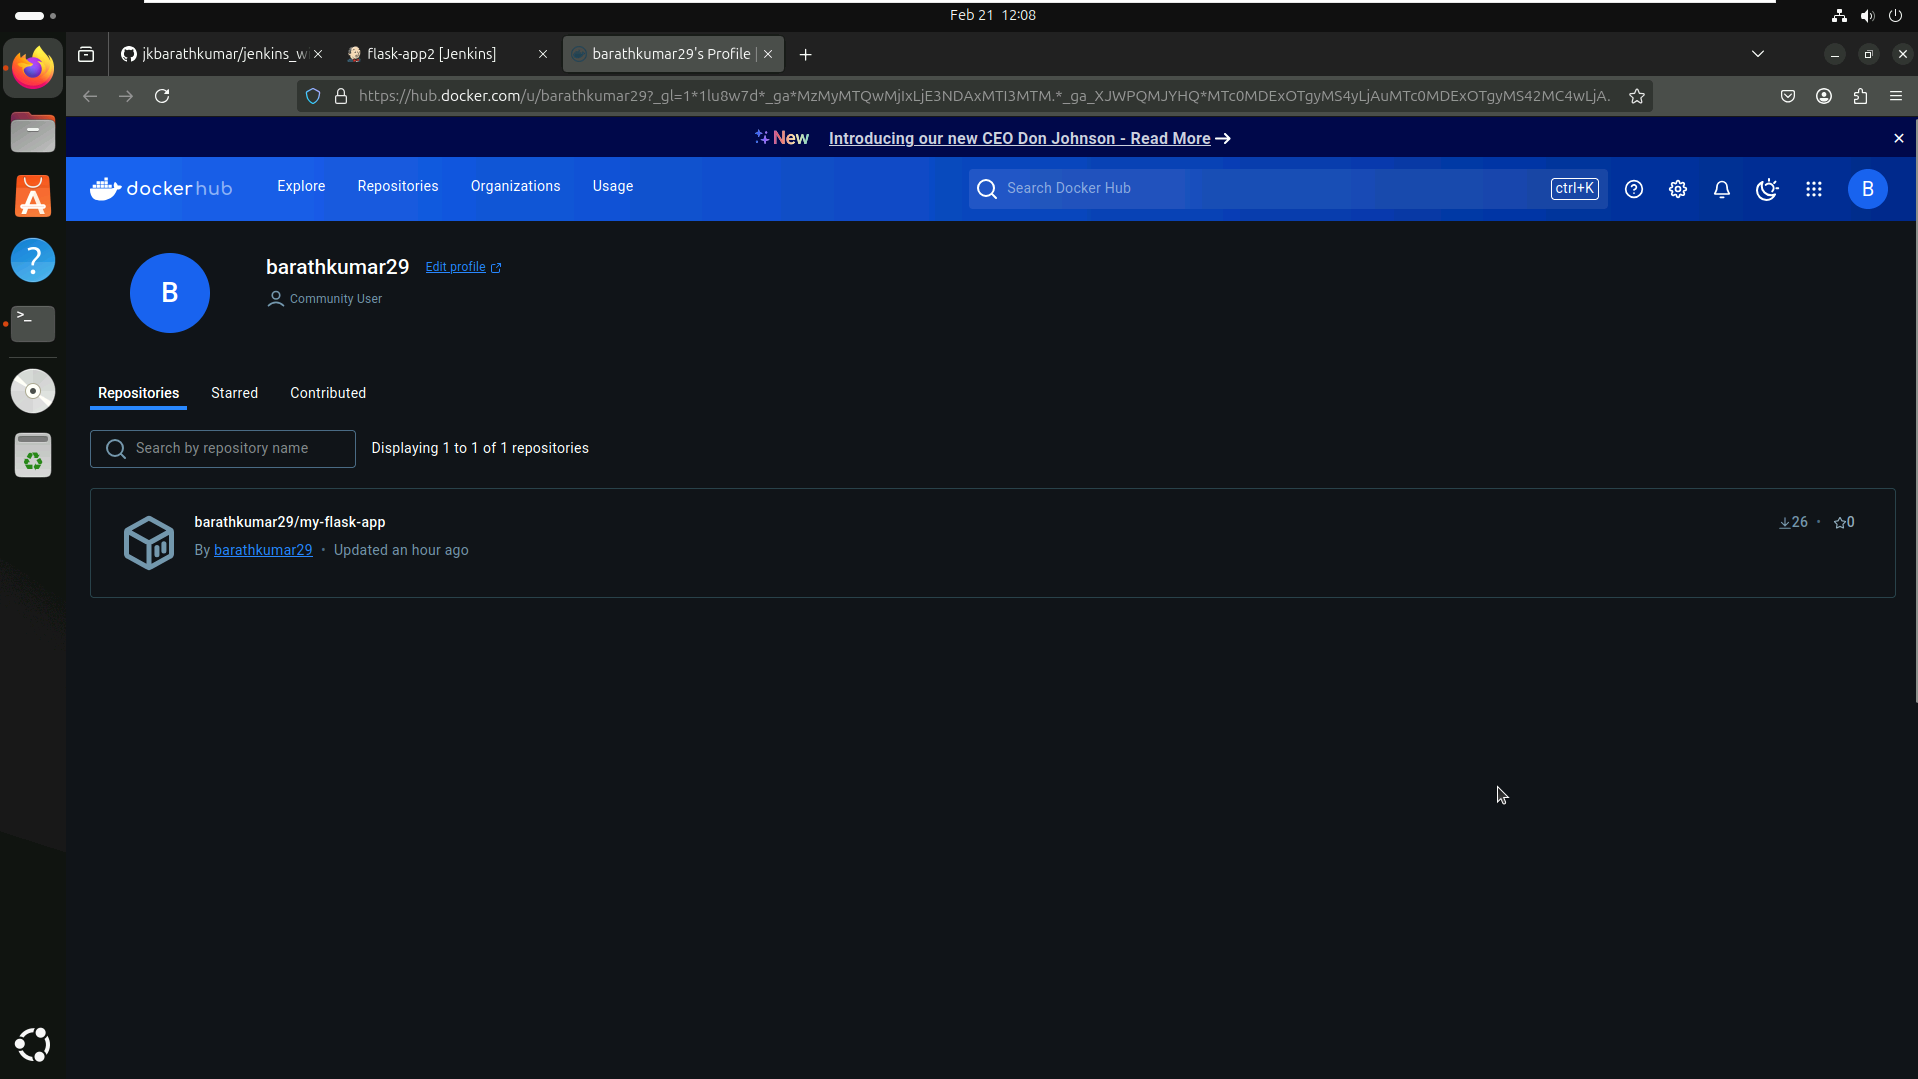 Feb 21 12:08
jkbarathkumar/jenkins_wi
flask-app2 [Jenkins]
barathkumar29's Profile |
https://hub.docker.com/u/barathkumar29?_gl=1*1lu8w7d*_ga*MzMyMTQwMjIxLjE3NDAxMTI3MTM.*_ga_XJWPQMJYHQ*MTc0MDExOTgyMS4yLjAuMTc0MDExOTgyMS42MC4wLjA.
New Introducing our new CEO Don Johnson - Read More →
dockerhub
Explore
Repositories
Organizations
Usage
Search Docker Hub
ctrl+K
B
B
barathkumar29
Edit profile
Community User
Repositories
Starred
Contributed
Search by repository name
Displaying 1 to 1 of 1 repositories
barathkumar29/my-flask-app
26 • 0
By barathkumar29 • Updated an hour ago